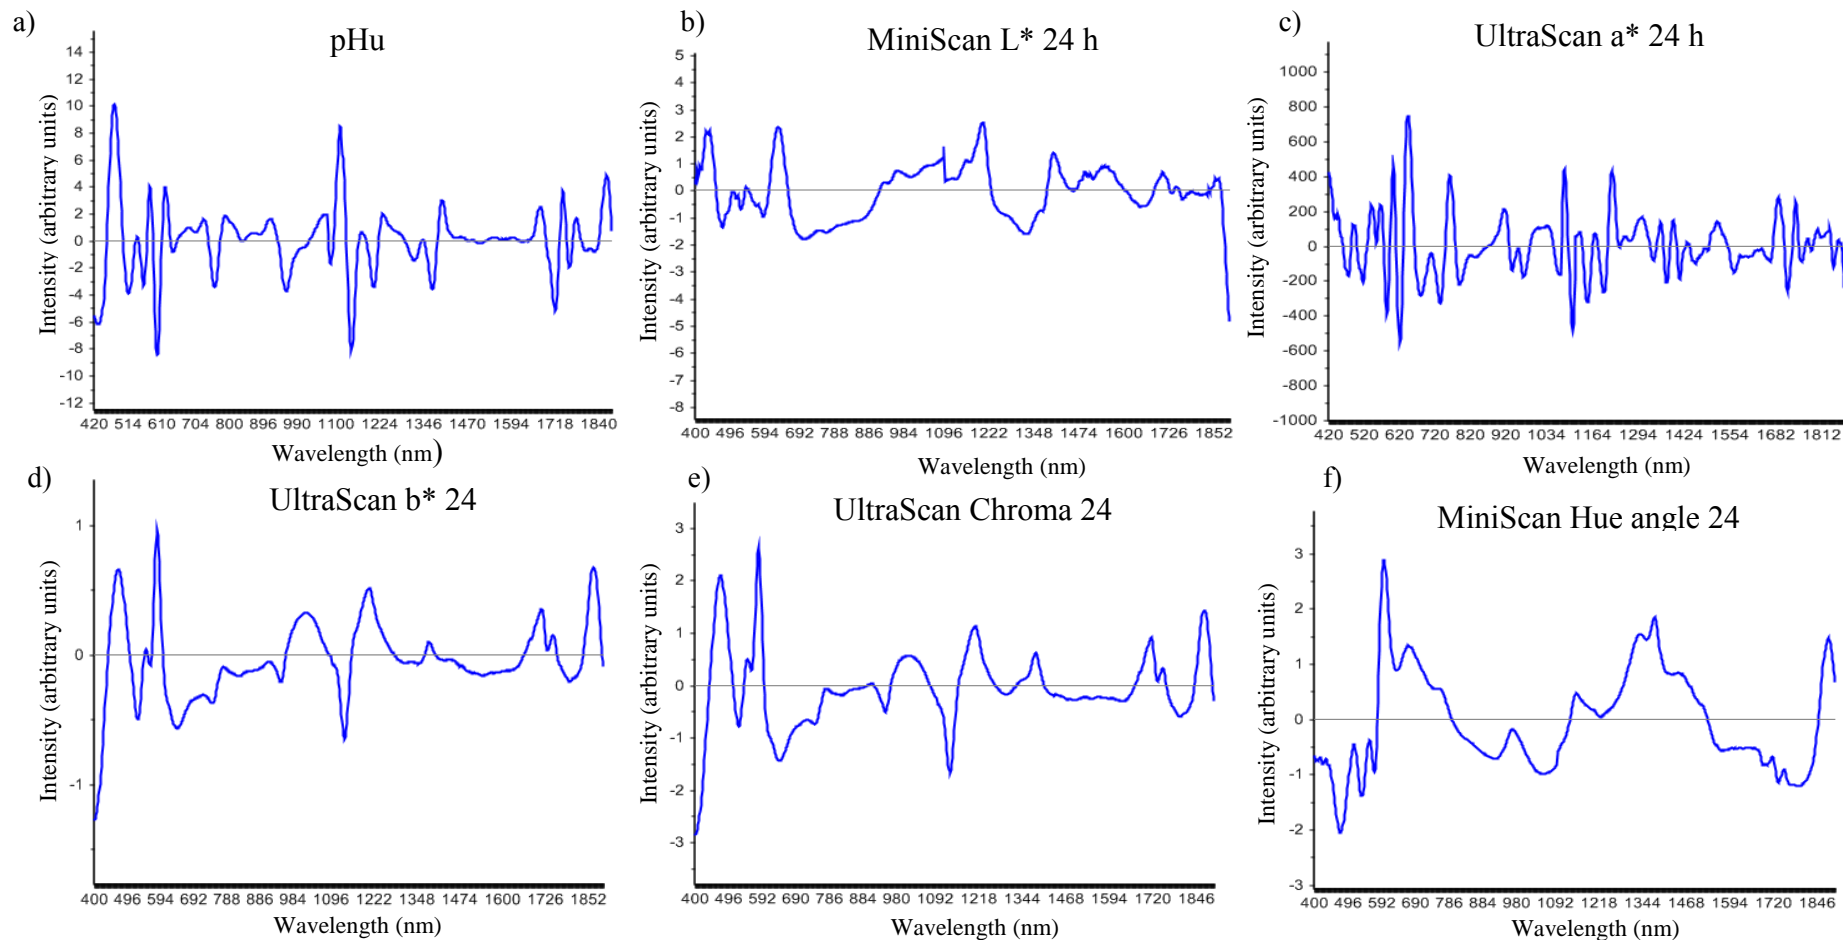 a)
pHu
Intensity (arbitrary units)
14
12
10
8
6
4
2
0
-2
-4
-6
-8
-10
-12
420 514 610 704 800 896 990 1100 1224 1346 1470 1594 1718 1840
Wavelength (nm)
b)
MiniScan L* 24 h
Intensity (arbitrary units)
5
4
3
2
1
0
-1
-2
-3
-4
-5
-6
-7
-8
400 496 594 692 788 886 984 1096 1222 1348 1474 1600 1726 1852
Wavelength (nm)
c)
UltraScan a* 24 h
Intensity (arbitrary units)
1000
800
600
400
200
0
-200
-400
-600
-800
-1000
420 520 620 720 820 920 1034 1164 1294 1424 1554 1682 1812
Wavelength (nm)
d)
UltraScan b* 24
Intensity (arbitrary units)
1
0
-1
400 496 594 692 788 886 984 1096 1222 1348 1474 1600 1726 1852
Wavelength (nm)
e)
UltraScan Chroma 24
Intensity (arbitrary units)
3
2
1
0
-1
-2
-3
400 496 592 690 786 884 980 1092 1218 1342 1468 1594 1720 1846
Wavelength (nm)
f)
MiniScan Hue angle 24
Intensity (arbitrary units)
3
2
1
0
-1
-2
-3
400 496 592 690 786 884 980 1092 1216 1342 1468 1594 1720 1846
Wavelength (nm)